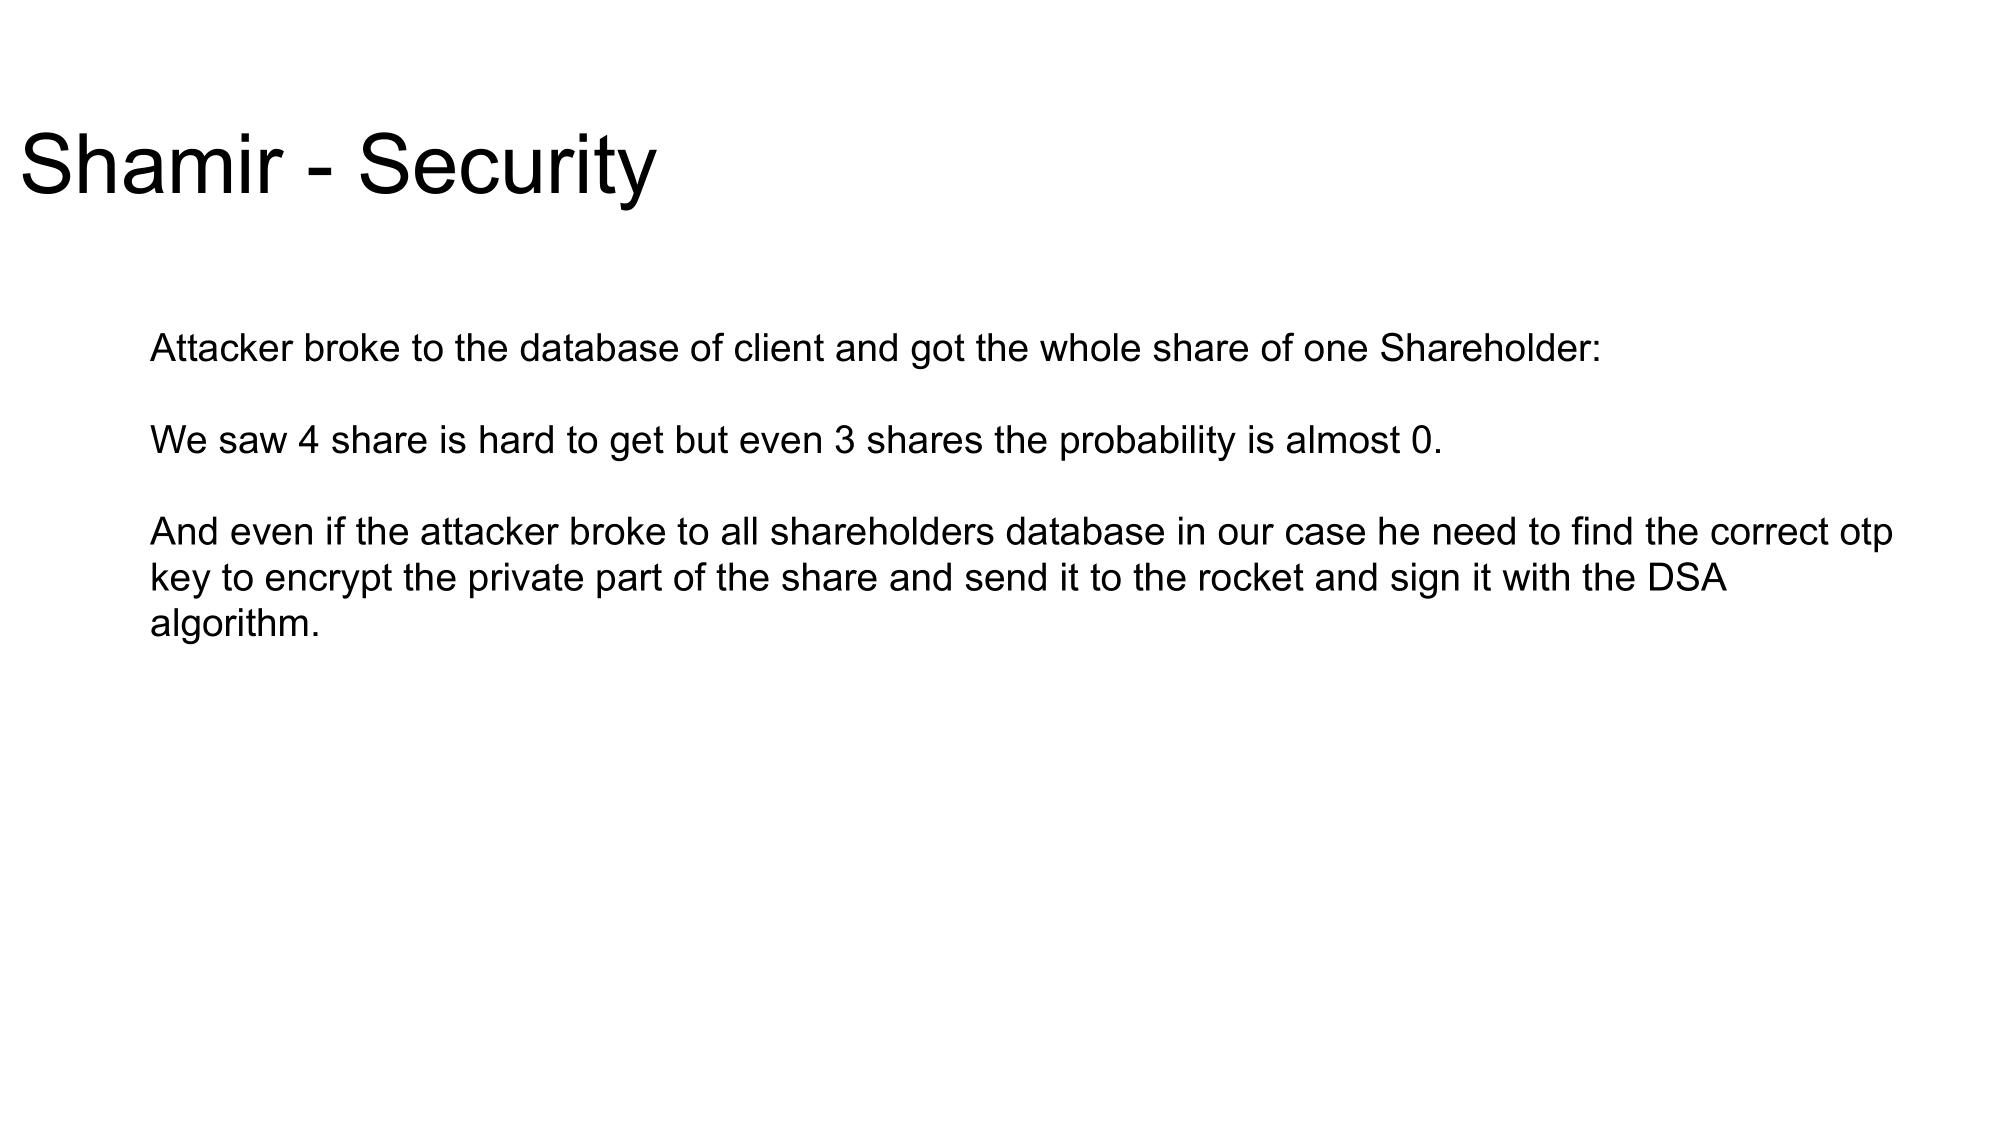 Shamir - Security
Attacker broke to the database of client and got the whole share of one Shareholder:
We saw 4 share is hard to get but even 3 shares the probability is almost 0.
And even if the attacker broke to all shareholders database in our case he need to find the correct otp
key to encrypt the private part of the share and send it to the rocket and sign it with the DSA
algorithm.